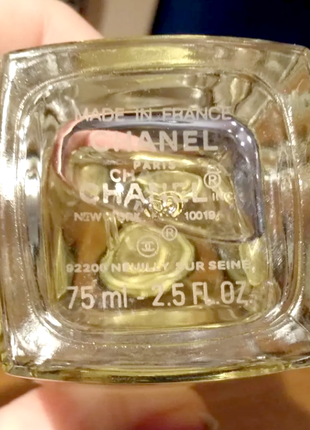 MADE IN FRANCE
CHANEL
PARIS
CHANEL®
NEW YORK 10019
®
92200 NEUILLY SUR SEINE
75 ml - 2.5 FL.OZ.